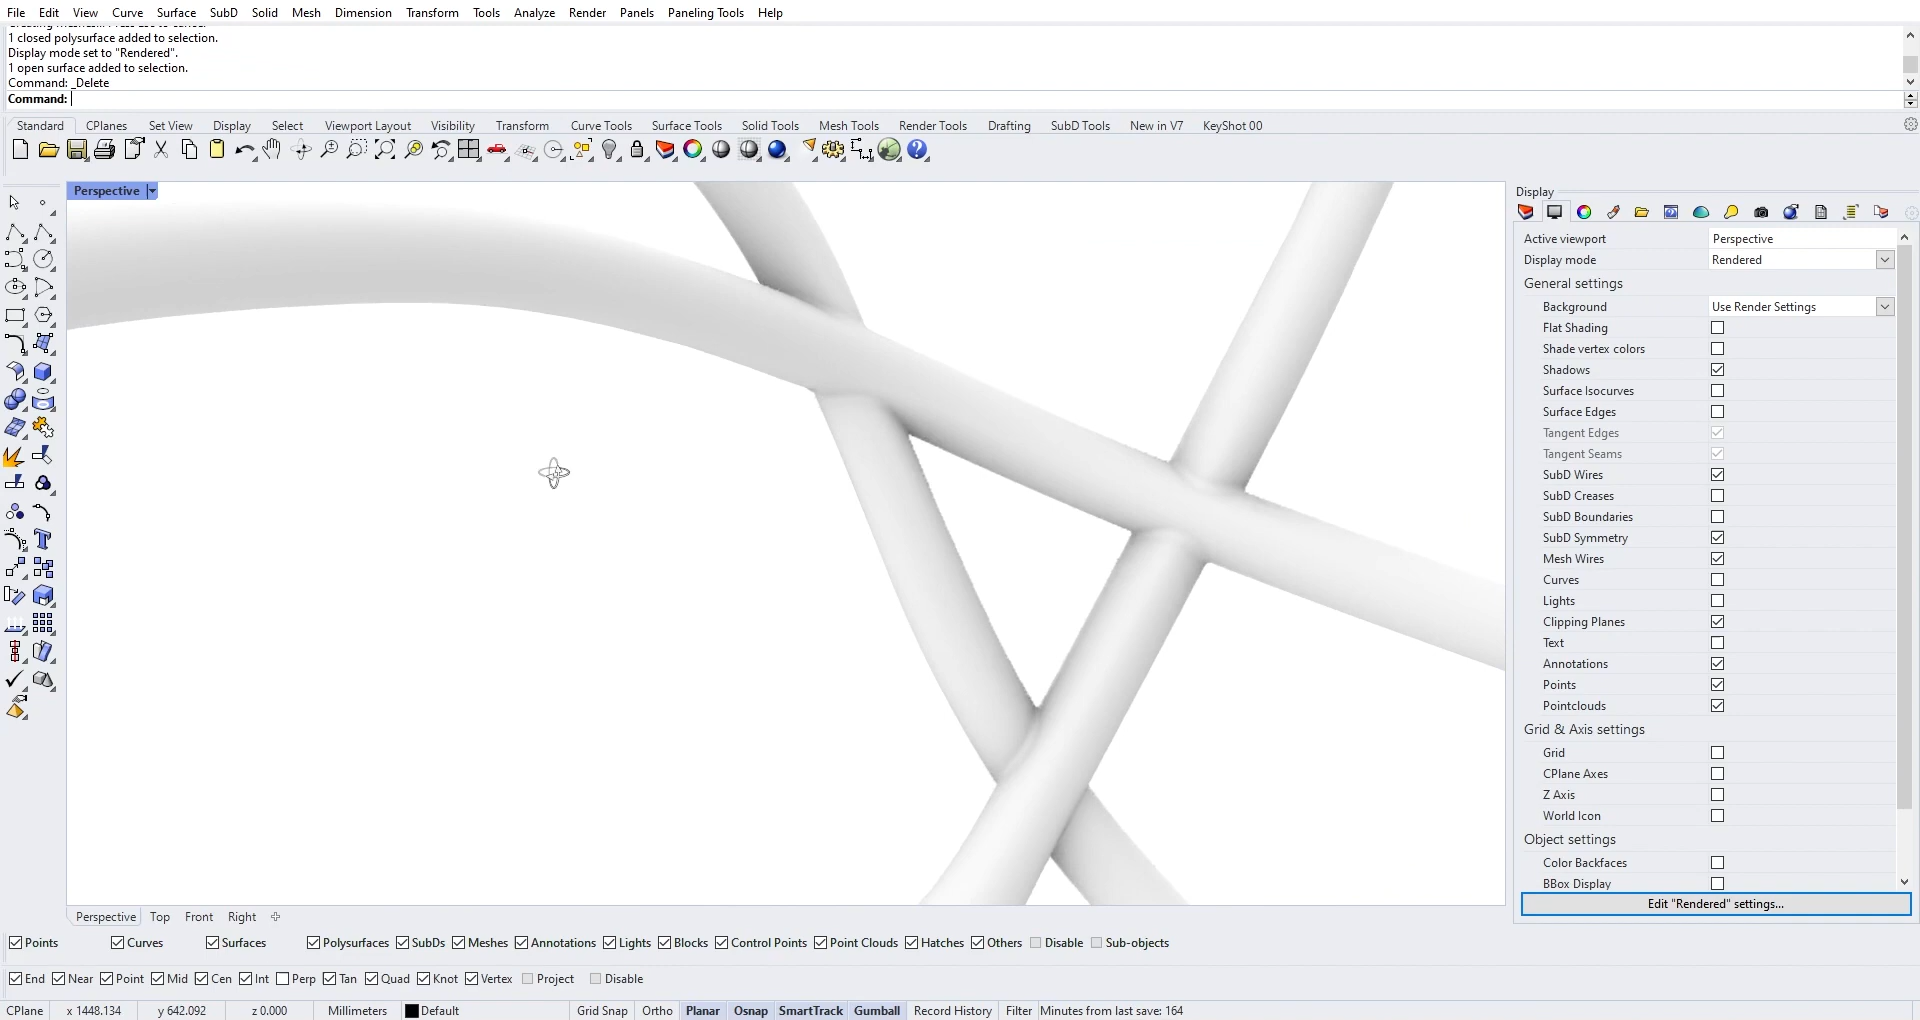 File Edit View Curve Surface SubD Solid Mesh Dimension Transform Tools Analyze Render Panels Paneling Tools Help
1 closed polysurface added to selection.
Display mode set to "Rendered".
1 open surface added to selection.
Command: _Delete
Command:
Standard CPlanes Set View Display Select Viewport Layout Visibility Transform Curve Tools Surface Tools Solid Tools Mesh Tools Render Tools Drafting SubD Tools New in V7 KeyShot 00
Perspective
Display
Active viewport Perspective
Display mode Rendered
General settings
Background Use Render Settings
Flat Shading
Shade vertex colors
Shadows
Surface Isocurves
Surface Edges
Tangent Edges
Tangent Seams
SubD Wires
SubD Creases
SubD Boundaries
SubD Symmetry
Mesh Wires
Curves
Lights
Clipping Planes
Text
Annotations
Points
Pointclouds
Grid & Axis settings
Grid
CPlane Axes
Z Axis
World Icon
Object settings
Color Backfaces
BBox Display
Edit "Rendered" settings...
Perspective Top Front Right
Points Curves Surfaces Polysurfaces SubDs Meshes Annotations Lights Blocks Control Points Point Clouds Hatches Others Disable Sub-objects
End Near Point Mid Cen Int Perp Tan Quad Knot Vertex Project Disable
CPlane x 1448.134 y 642.092 z 0.000 Millimeters Default Grid Snap Ortho Planar Osnap SmartTrack Gumball Record History Filter Minutes from last save: 164